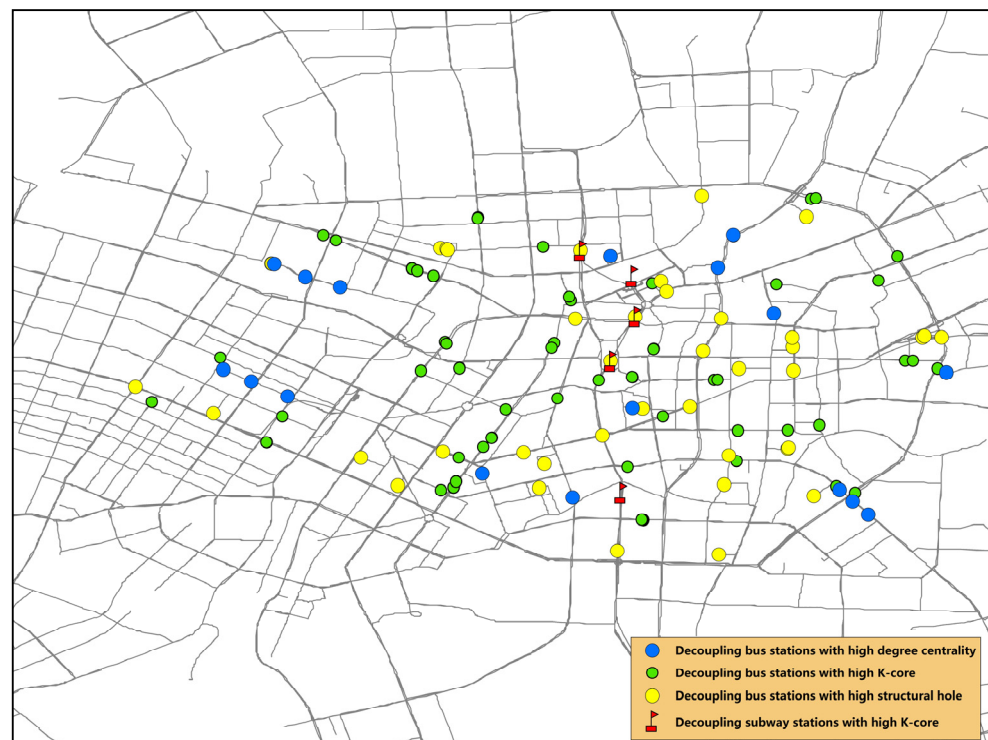 Decoupling bus stations with high degree centrality
Decoupling bus stations with high K-core
Decoupling bus stations with high structural hole
Decoupling subway stations with high K-core